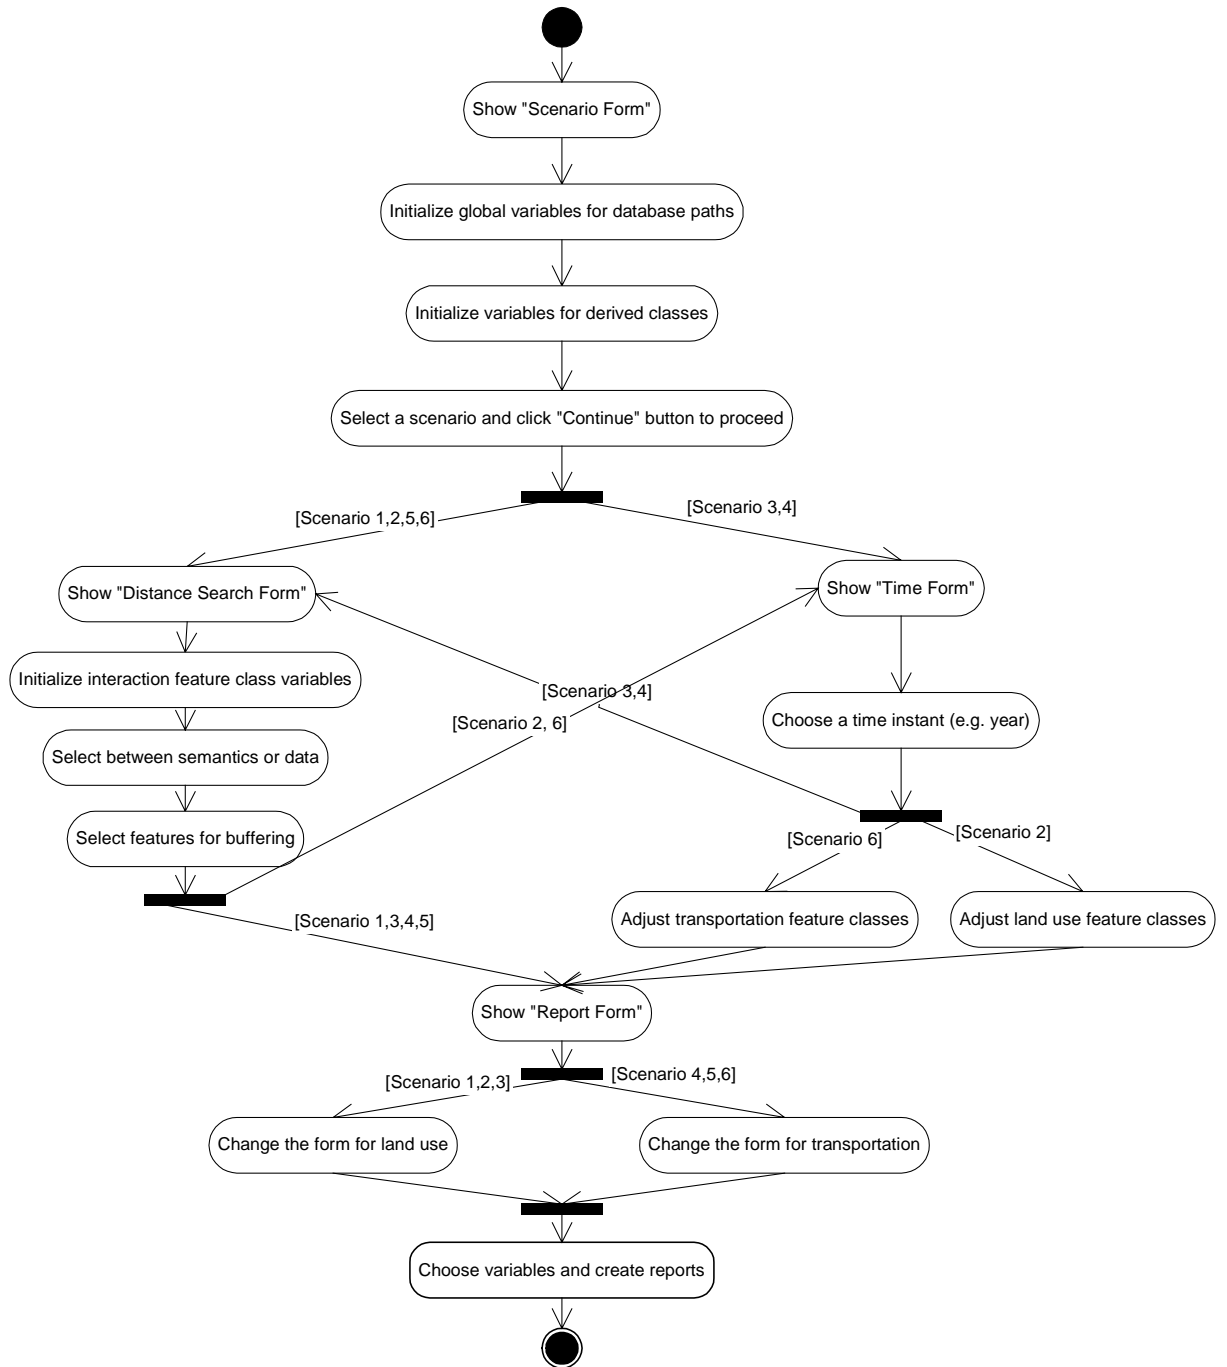 Show "Scenario Form"
Initialize global variables for database paths
Initialize variables for derived classes
Select a scenario and click "Continue" button to proceed
[Scenario 1,2,5,6]
[Scenario 3,4]
Show "Distance Search Form"
Show "Time Form"
Initialize interaction feature class variables
[Scenario 3,4]
[Scenario 2, 6]
Choose a time instant (e.g. year)
Select between semantics or data
Select features for buffering
[Scenario 6]
[Scenario 2]
[Scenario 1,3,4,5]
Adjust transportation feature classes
Adjust land use feature classes
Show "Report Form"
[Scenario 1,2,3]
[Scenario 4,5,6]
Change the form for land use
Change the form for transportation
Choose variables and create reports